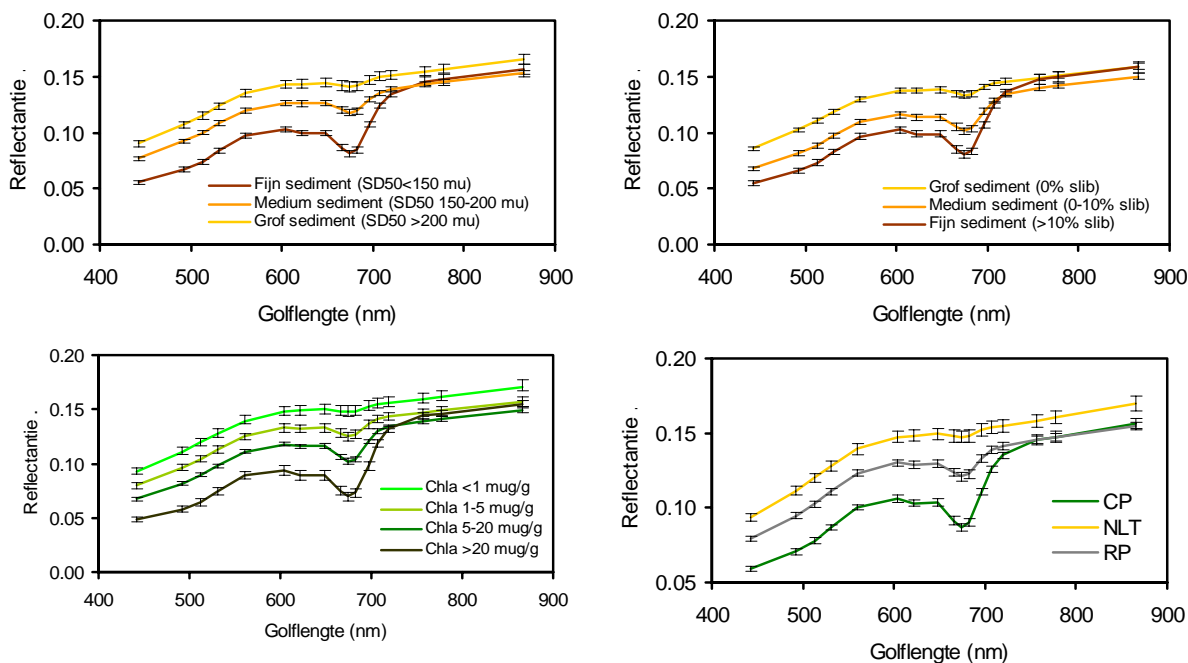 0.20
0.15
0.10
0.05
0.00
Reflectantie .
400 500 600 700 800 900
Golflengte (nm)
Fijn sediment (SD50<150 mu)
Medium sediment (SD50 150-200 mu)
Grof sediment (SD50 >200 mu)
0.20
0.15
0.10
0.05
0.00
Reflectantie .
400 500 600 700 800 900
Golflengte (nm)
Grof sediment (0% slib)
Medium sediment (0-10% slib)
Fijn sediment (>10% slib)
0.20
0.15
0.10
0.05
0.00
Reflectantie .
400 500 600 700 800 900
Golflengte (nm)
Chla <1 mug/g
Chla 1-5 mug/g
Chla 5-20 mug/g
Chla >20 mug/g
0.20
0.15
0.10
0.05
Reflectantie .
400 500 600 700 800 900
Golflengte (nm)
CP
NLT
RP